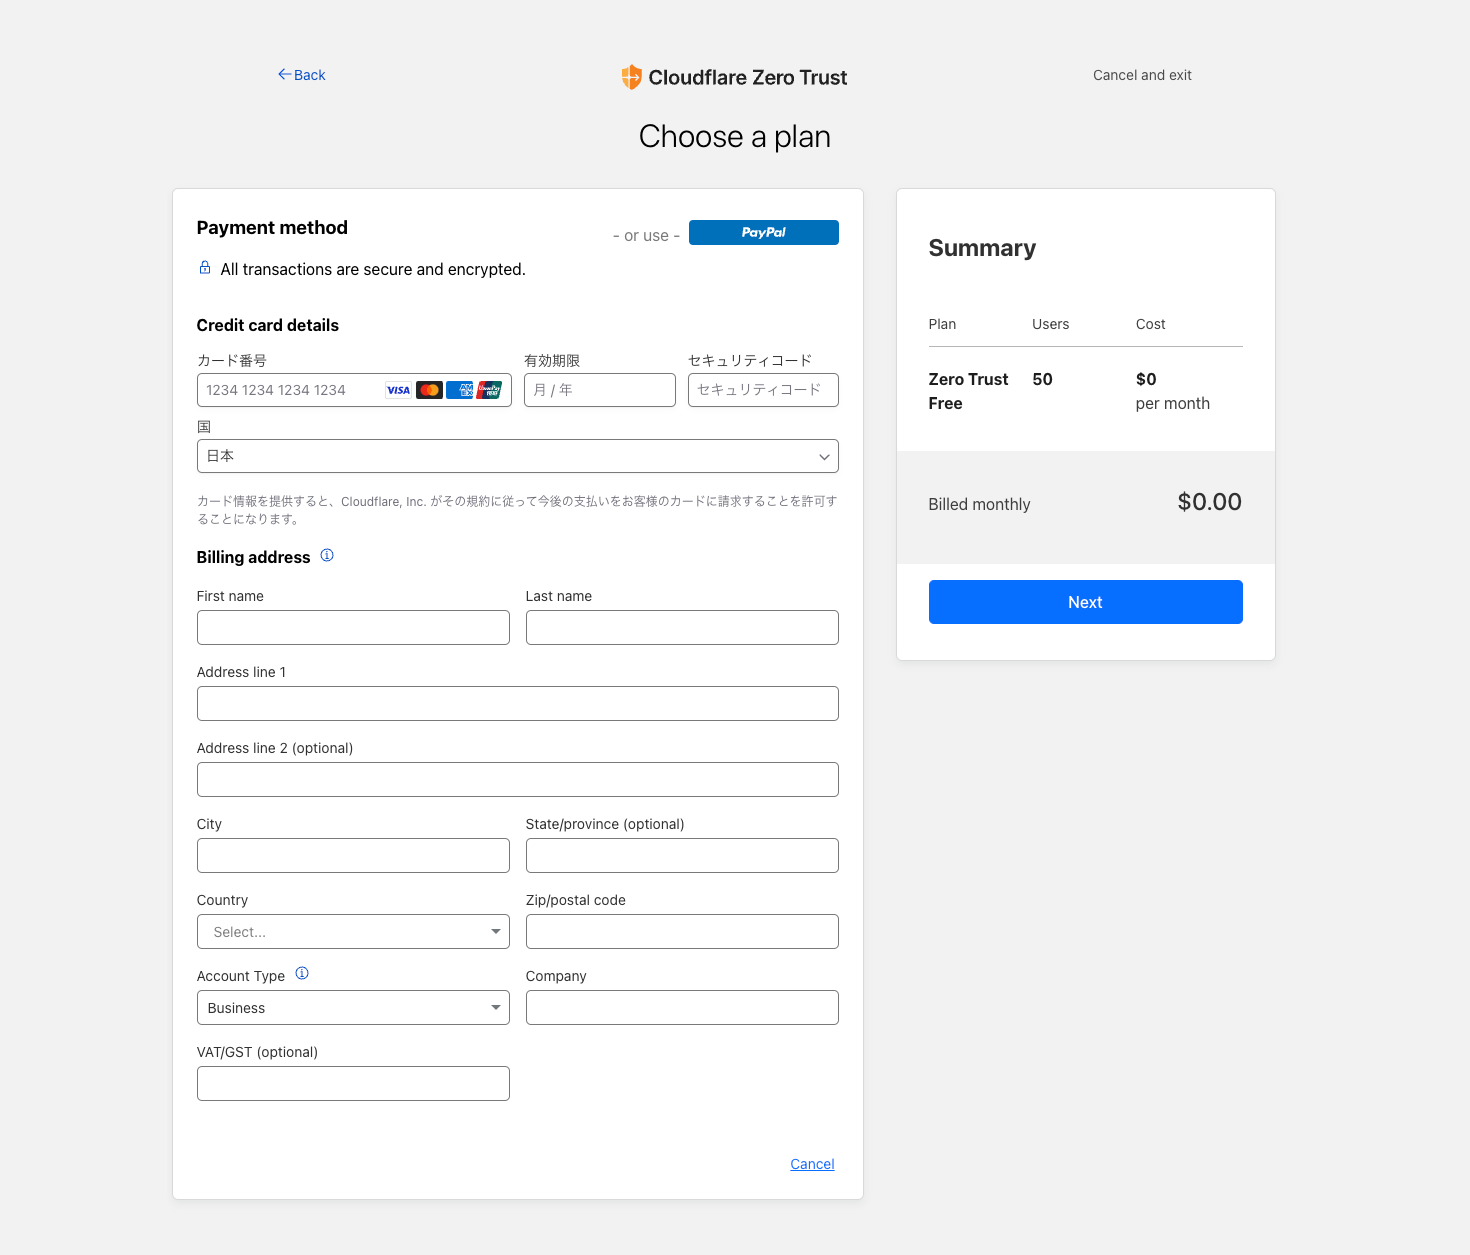 Back
Cloudflare Zero Trust
Cancel and exit
Choose a plan
Payment method
- or use -
PayPal
All transactions are secure and encrypted.
Credit card details
カード番号
有効期限
セキュリティコード
1234 1234 1234 1234
VISA
AM EX
UnionPay 银联
月 / 年
セキュリティコード
国
日本
カード情報を提供すると、Cloudflare, Inc. がその規約に従って今後の支払いをお客様のカードに請求することを許可す
ることになります。
Billing address
First name
Last name
Address line 1
Address line 2 (optional)
City
State/province (optional)
Country
Zip/postal code
Select...
Account Type
Company
Business
VAT/GST (optional)
Cancel
Summary
Plan
Users
Cost
Zero Trust
50
$0
Free
per month
Billed monthly
$0.00
Next